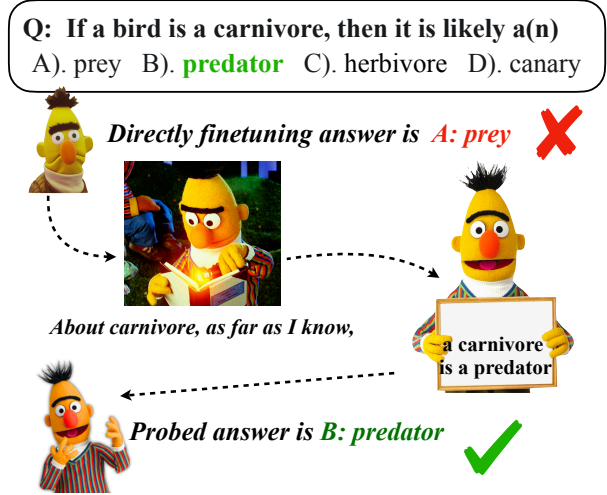 Q: If a bird is a carnivore, then it is likely a(n)
A). prey B). predator C). herbivore D). canary
Directly finetuning answer is A: prey
About carnivore, as far as I know,
a carnivore
is a predator
Probed answer is B: predator